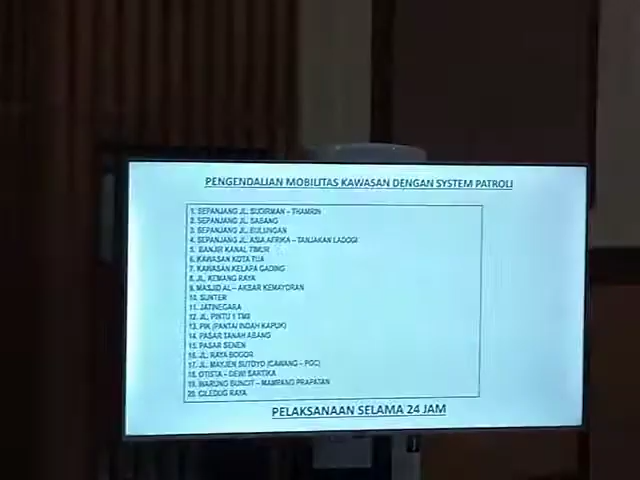 PENGENDALIAN MOBILITAS KAWASAN DENGAN SYSTEM PATROLI
1. SEPANJANG JL. SUDIRMAN - THAMRIN
2. SEPANJANG JL. SABANG
3. SEPANJANG JL. BULUNGAN
4. SEPANJANG JL. ASIA AFRIKA - TANJAKAN LADOGI
5. BANJIR KANAL TIMUR
6. KAWASAN KOTA TUA
7. KAWASAN KELAPA GADING
8. JL. KEMANG RAYA
9. MASJID AL - AKBAR KEMAYORAN
10. SUNTER
11. JATINEGARA
12. JL. PINTU 1 TMII
13. PIK (PANTAI INDAH KAPUK)
14. PASAR TANAH ABANG
15. PASAR SENEN
16. JL. RAYA BOGOR
17. JL. MAYJEN SUTOYO (CAWANG - PGC)
18. OTISTA - DEWI SARTIKA
19. WARUNG BUNCIT - MAMPANG PRAPATAN
20. CILEDUG RAYA
PELAKSANAAN SELAMA 24 JAM